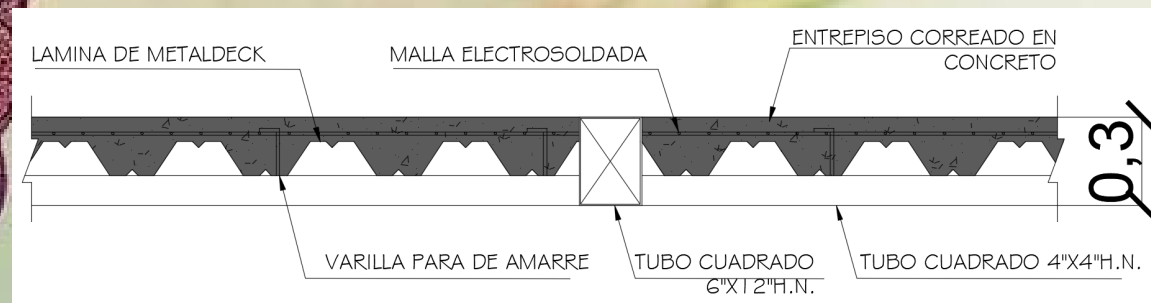 LAMINA DE METALDECK
MALLA ELECTROSOLDADA
ENTREPISO CORREADO EN
CONCRETO
0,3
VARILLA PARA DE AMARRE
TUBO CUADRADO
6"X12"H.N.
TUBO CUADRADO 4"X4"H.N.